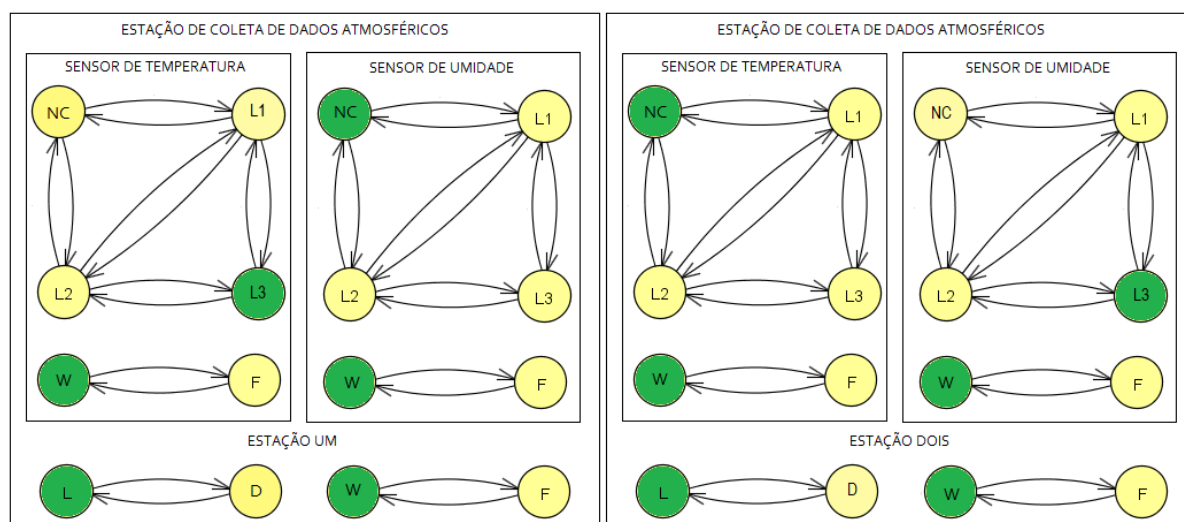 ESTAÇÃO DE COLETA DE DADOS ATMOSFÉRICOS
SENSOR DE TEMPERATURA
SENSOR DE UMIDADE
NC
L1
NC
L1
L2
L3
L2
L3
W
F
W
F
ESTAÇÃO UM
L
D
W
F
ESTAÇÃO DE COLETA DE DADOS ATMOSFÉRICOS
SENSOR DE TEMPERATURA
SENSOR DE UMIDADE
NC
L1
NC
L1
L2
L3
L2
L3
W
F
W
F
ESTAÇÃO DOIS
L
D
W
F